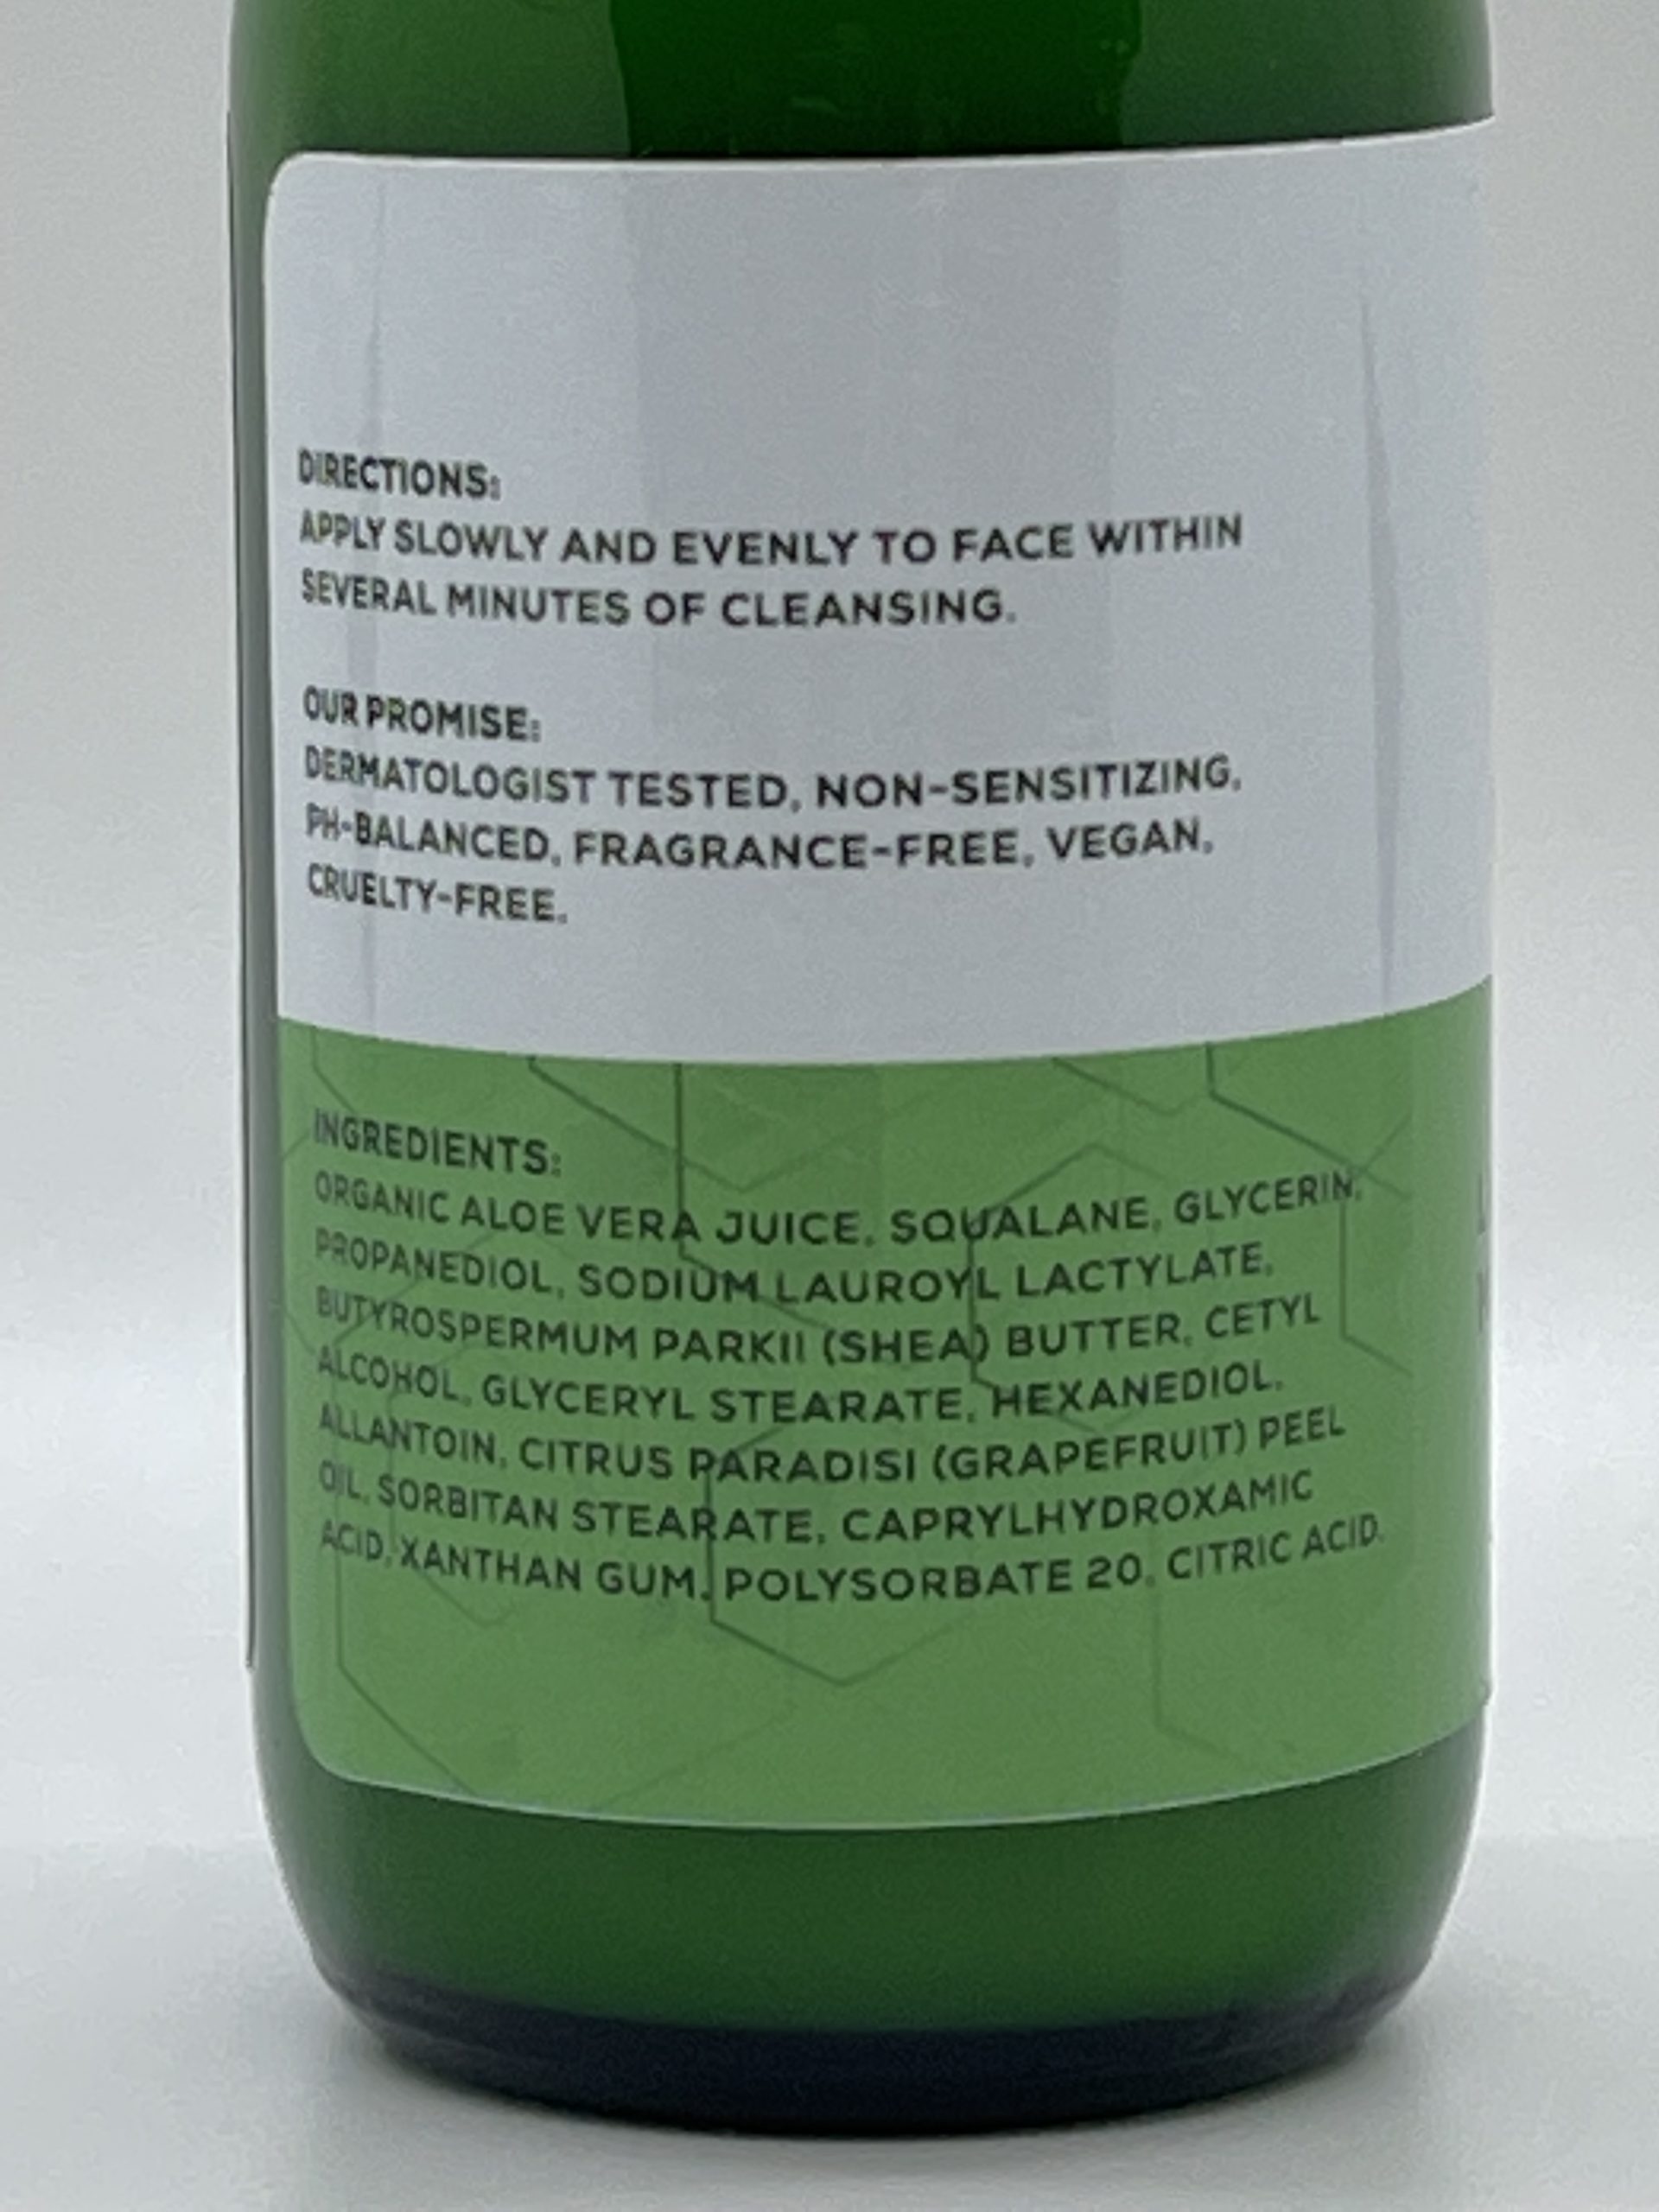 DIRECTIONS:
APPLY SLOWLY AND EVENLY TO FACE WITHIN
SEVERAL MINUTES OF CLEANSING.
OUR PROMISE:
DERMATOLOGIST TESTED, NON-SENSITIZING,
PH-BALANCED, FRAGRANCE-FREE, VEGAN,
CRUELTY-FREE.
INGREDIENTS:
ORGANIC ALOE VERA JUICE, SQUALANE, GLYCERIN,
PROPANEDIOL, SODIUM LAUROYL LACTYLATE,
BUTYROSPERMUM PARKII (SHEA) BUTTER, CETYL
ALCOHOL, GLYCERYL STEARATE, HEXANEDIOL,
ALLANTOIN, CITRUS PARADISI (GRAPEFRUIT) PEEL
OIL, SORBITAN STEARATE, CAPRYLHYDROXAMIC
ACID, XANTHAN GUM, POLYSORBATE 20, CITRIC ACID.